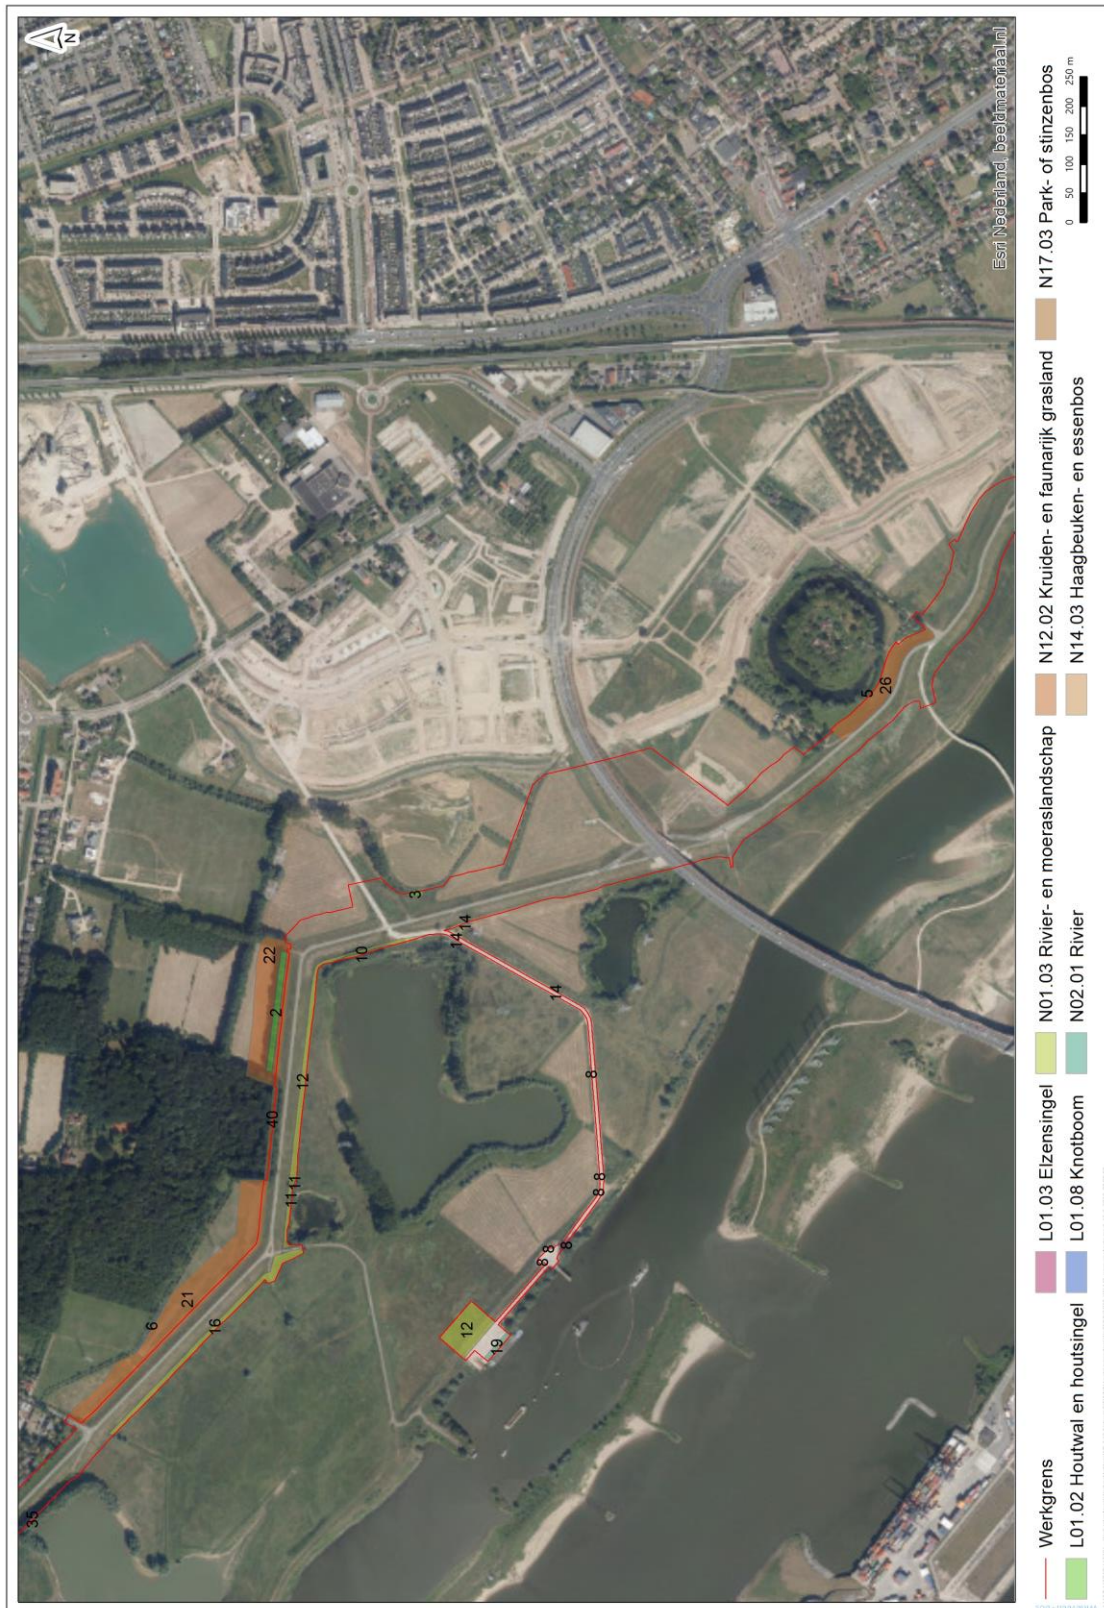 N
35
6
21
16
40
2
22
12
11
11
10
3
14
14
14
8
8
8
8
8
8
8
12
19
5
26
Esri Nederland, beeldmateriaal.nl
Werkgrens
L01.02 Houtwal en houtsingel
L01.03 Elzensingel
L01.08 Knotboom
N01.03 Rivier- en moeraslandschap
N02.01 Rivier
N12.02 Kruiden- en faunarijk grasland
N14.03 Haagbeuken- en essenbos
N17.03 Park- of stinzenbos
0 50 100 150 200 250 m